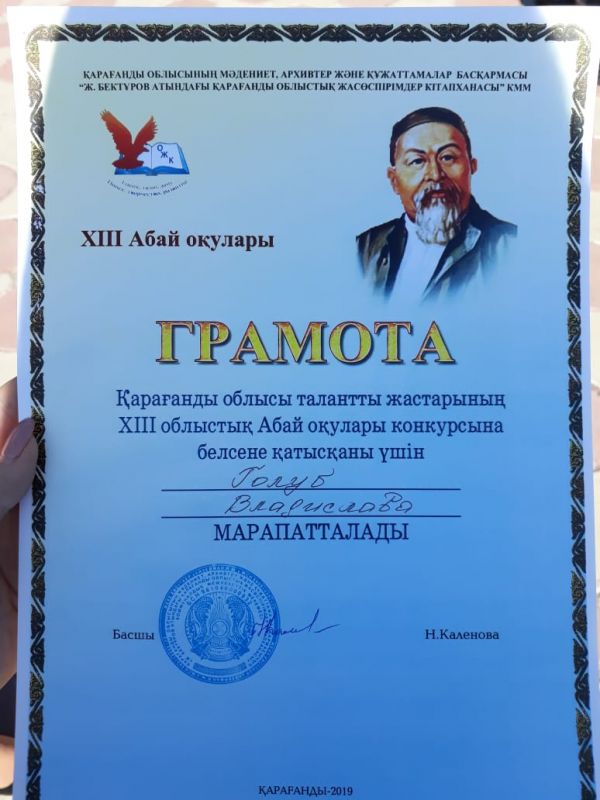 ҚАРАҒАНДЫ ОБЛЫСЫНЫҢ МӘДЕНИЕТ, АРХИВТЕР ЖӘНЕ ҚҰЖАТТАМАЛАР БАСҚАРМАСЫ
“Ж. БЕКТҰРОВ АТЫНДАҒЫ ҚАРАҒАНДЫ ОБЛЫСТЫҚ ЖАСӨСПІРІМДЕР КІТАПХАНАСЫ” КММ
О Ж К
XIII Абай оқулары
ГРАМОТА
Қарағанды облысы талантты жастарының
XIII облыстық Абай оқулары конкурсына
белсене қатысқаны үшін
Голуб
Владислава
МАРАПАТТАЛАДЫ
Басшы
Н.Каленова
ҚАРАҒАНДЫ-2019